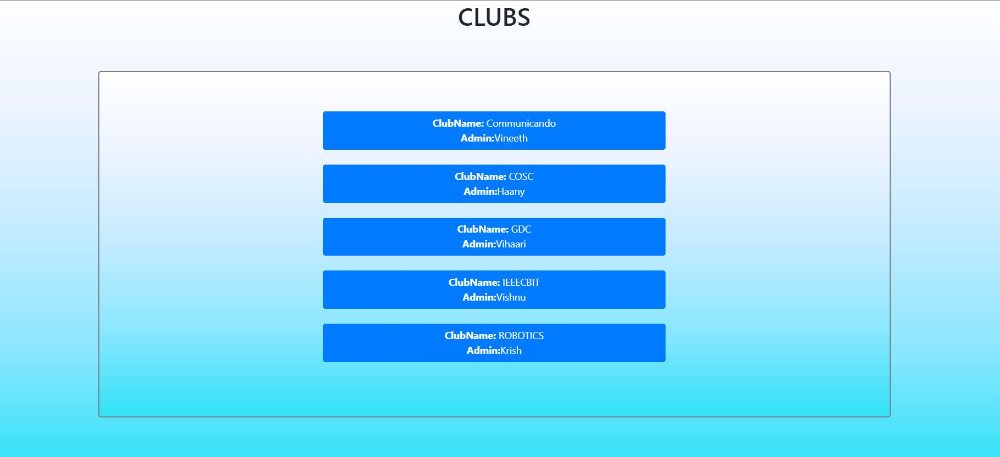 CLUBS
ClubName: Communicando
Admin:Vineeth
ClubName: COSC
Admin:Haany
ClubName: GDC
Admin:Vihaari
ClubName: IEEECBIT
Admin:Vishnu
ClubName: ROBOTICS
Admin:Krish